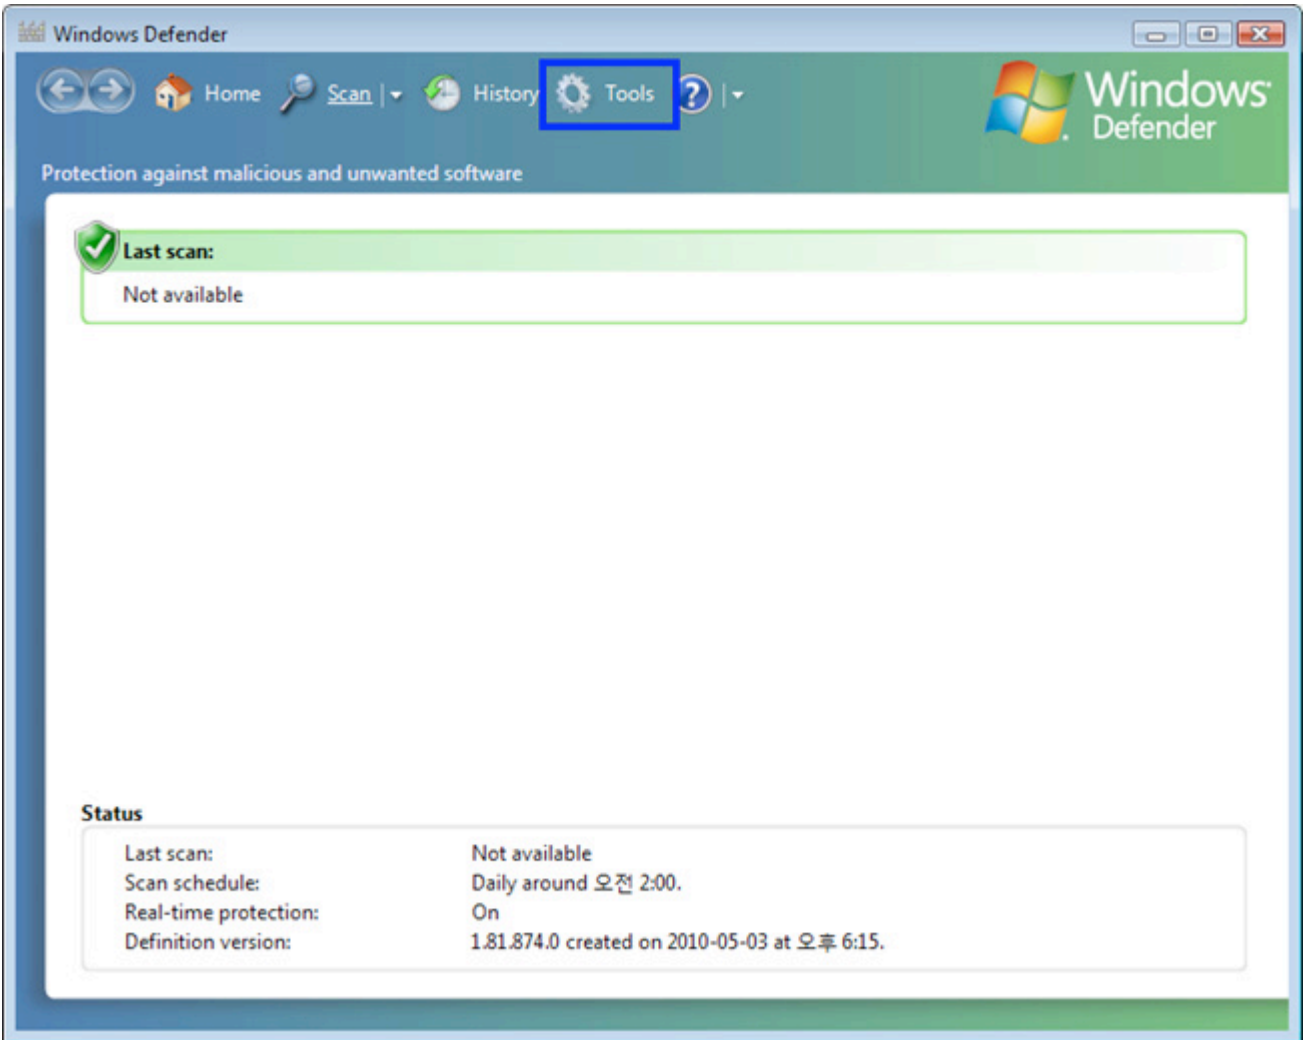 Windows Defender
Home Scan History Tools ?
Windows
Defender
Protection against malicious and unwanted software
Last scan:
Not available
Status
Last scan: Not available
Scan schedule: Daily around 오전 2:00.
Real-time protection: On
Definition version: 1.81.874.0 created on 2010-05-03 at 오후 6:15.